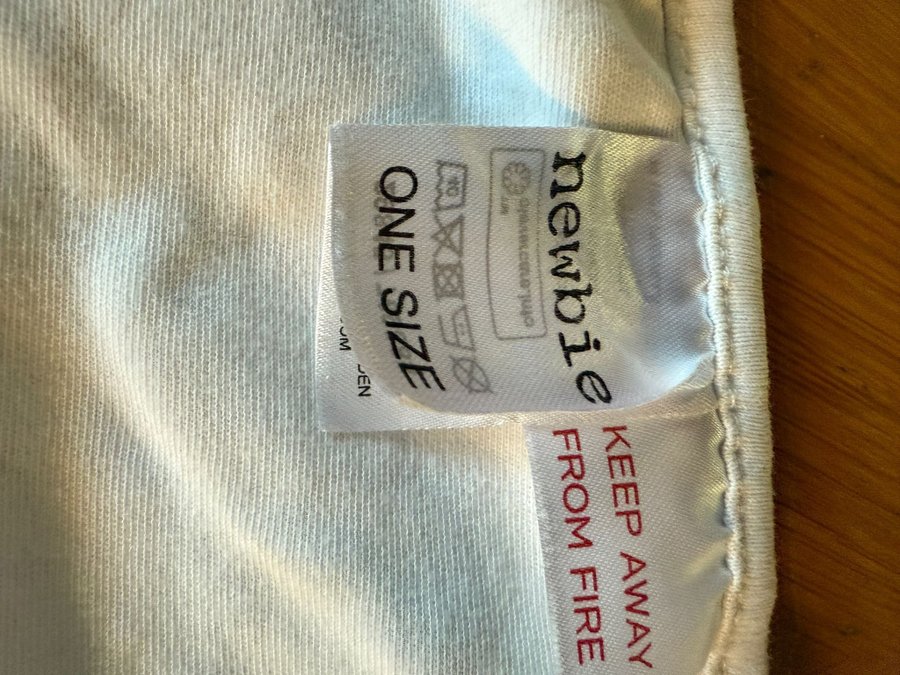 newbie
ONE SIZE
KEEP AWAY
FROM FIRE